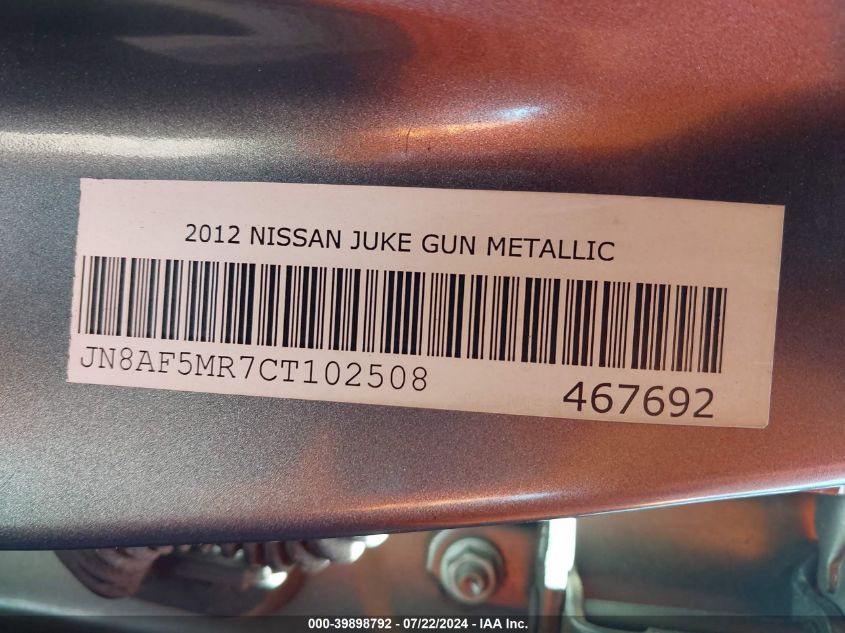 2012 NISSAN JUKE GUN METALLIC
JN8AF5MR7CT102508
467692
000-39898792 / 07/22/2024 - IAA Inc.